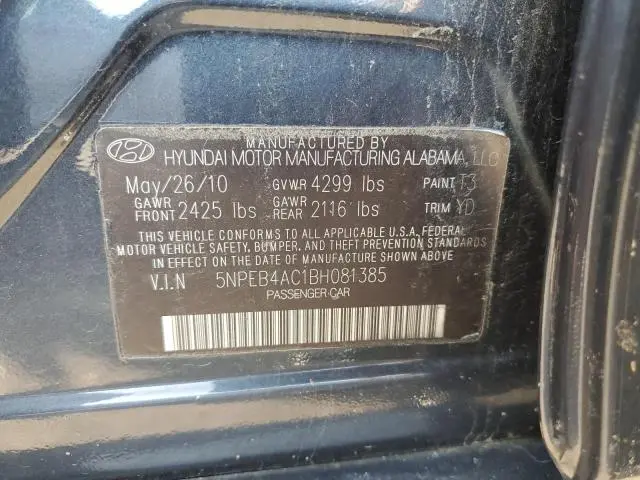 MANUFACTURED BY
HYUNDAI MOTOR MANUFACTURING ALABAMA, LLC
May/26/10 GVWR 4299 lbs PAINT T3
GAWR FRONT 2425 lbs GAWR REAR 2116 lbs TRIM YD
THIS VEHICLE CONFORMS TO ALL APPLICABLE U.S.A. FEDERAL
MOTOR VEHICLE SAFETY, BUMPER, AND THEFT PREVENTION STANDARDS
IN EFFECT ON THE DATE OF MANUFACTURE SHOWN ABOVE
V.I.N 5NPEB4AC1BH081385
PASSENGER CAR